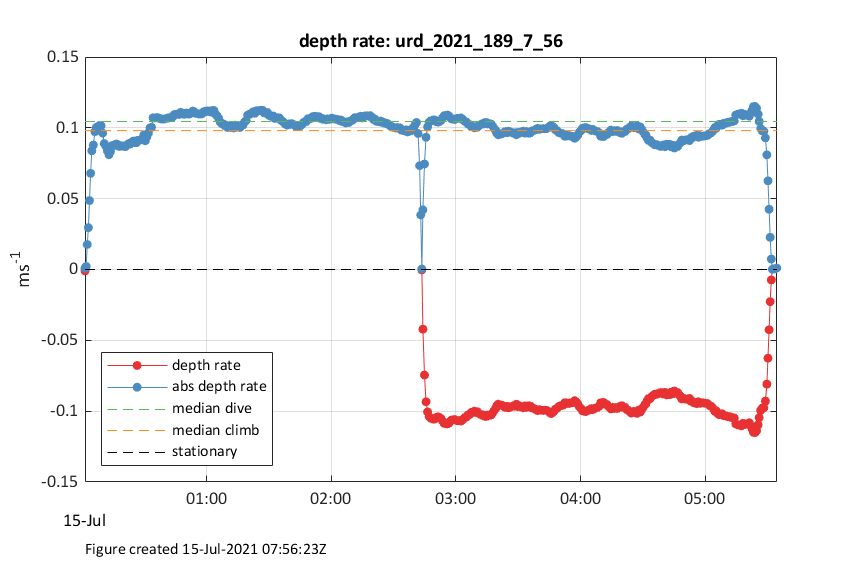 depth rate: urd_2021_189_7_56
0.15
0.1
0.05
0
-0.05
-0.1
-0.15
ms-1
depth rate
abs depth rate
median dive
median climb
stationary
01:00 02:00 03:00 04:00 05:00
15-Jul
Figure created 15-Jul-2021 07:56:23Z